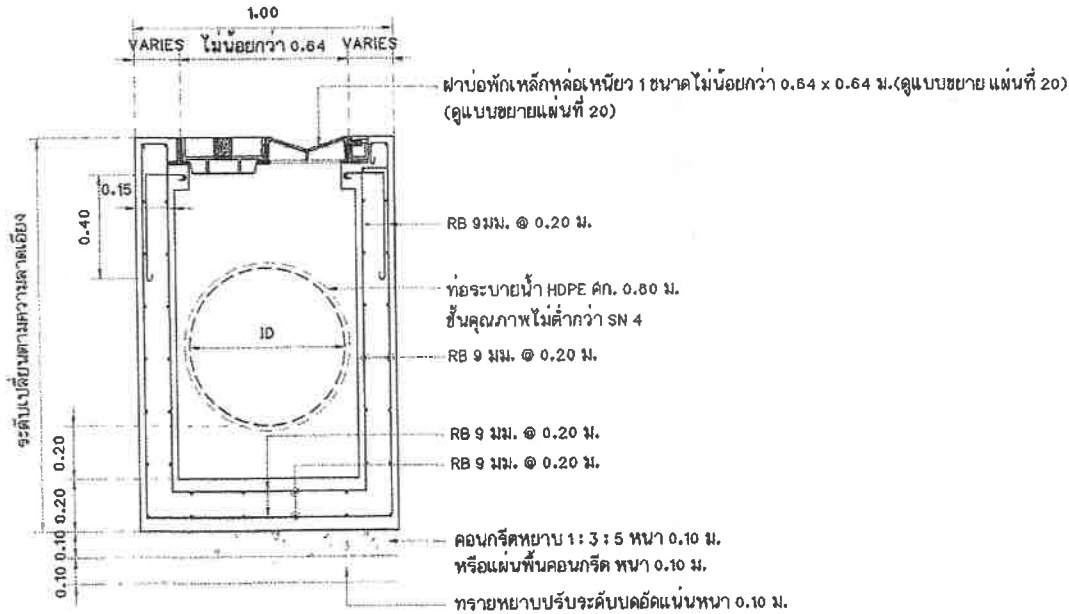 1.00
VARIES ไม่น้อยกว่า 0.64 VARIES
ฝาบ่อพักเหล็กหล่อเหนียว 1 ขนาดไม่น้อยกว่า 0.64 x 0.64 ม.(ดูแบบขยาย แผ่นที่ 20)
(ดูแบบขยายแผ่นที่ 20)
0.15
0.40
RB 9 มม. @ 0.20 ม.
ระดับเปลี่ยนตามความลาดเอียง
ท่อระบายน้ำ HDPE ศก. 0.60 ม.
ชั้นคุณภาพไม่ต่ำกว่า SN 4
ID
RB 9 มม. @ 0.20 ม.
0.20
RB 9 มม. @ 0.20 ม.
RB 9 มม. @ 0.20 ม.
0.20
0.10
คอนกรีตหยาบ 1 : 3 : 5 หนา 0.10 ม.
หรือแผ่นพื้นคอนกรีต หนา 0.10 ม.
0.10
ทรายหยาบปรับระดับบดอัดแน่นหนา 0.10 ม.